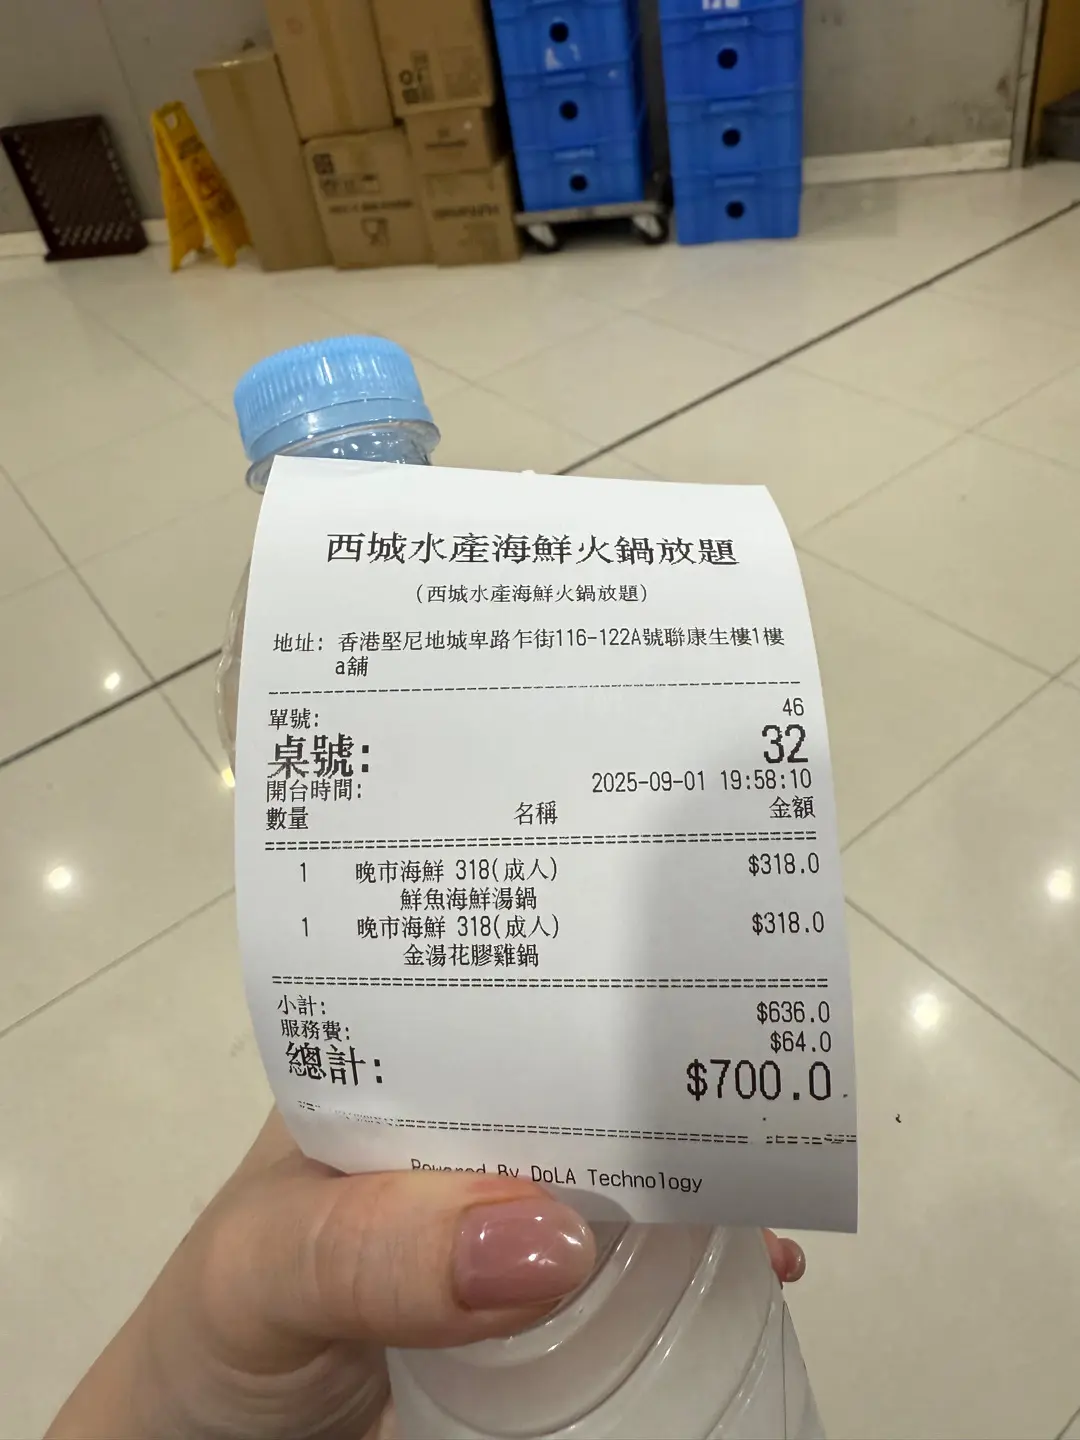 西城水產海鮮火鍋放題
(西城水產海鮮火鍋放題)
地址: 香港堅尼地城卑路乍街116-122A號聯康生樓1樓
a舖
單號: 46
桌號: 32
開台時間: 2025-09-01 19:58:10
數量 名稱 金額
1 晚市海鮮 318(成人) $318.0
鮮魚海鮮湯鍋
1 晚市海鮮 318(成人) $318.0
金湯花膠雞鍋
小計: $636.0
服務費: $64.0
總計: $700.0
Powered By DoLA Technology